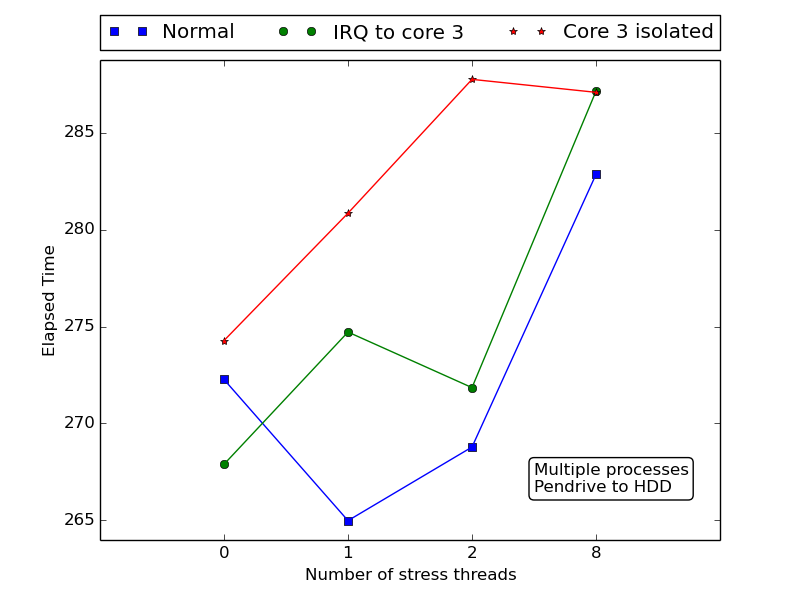 Normal IRQ to core 3 Core 3 isolated
285
280
275
270
265
Elapsed Time
Multiple processes
Pendrive to HDD
0 1 2 8
Number of stress threads